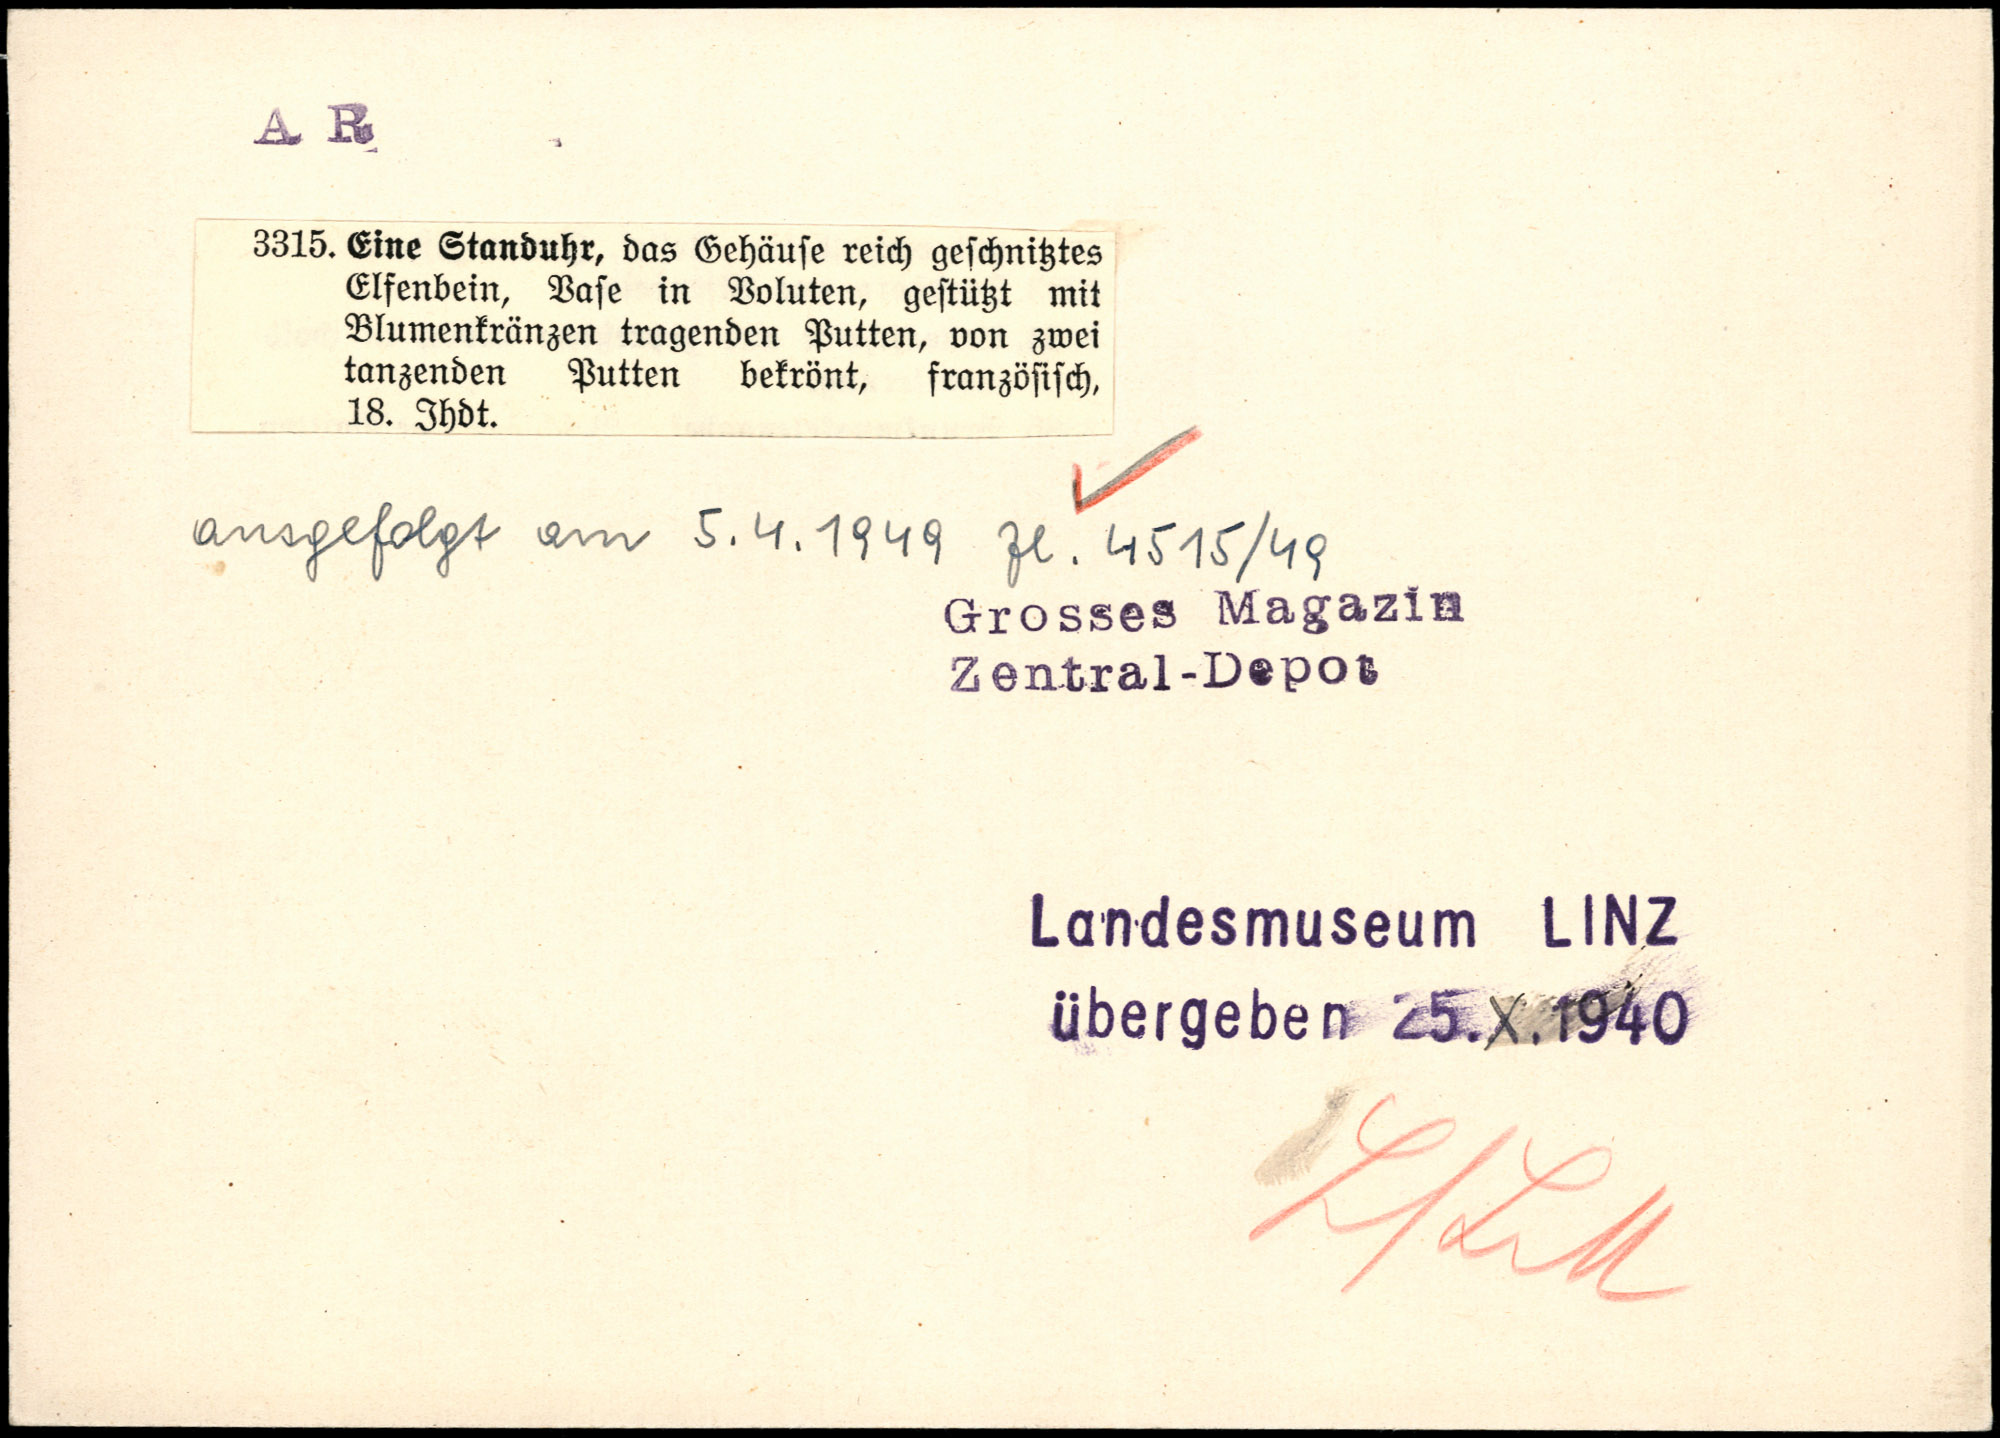 A R
3315. Eine Standuhr, das Gehäuse reich geschnitztes
Elfenbein, Vase in Voluten, gestützt mit
Blumenkränzen tragenden Putten, von zwei
tanzenden Putten bekrönt, französisch,
18. Jhdt.
ausgefolgt am 5.4.1949 Zl. 4515/49
Grosses Magazin
Zentral-Depot
Landesmuseum LINZ
übergeben 25.X.1940